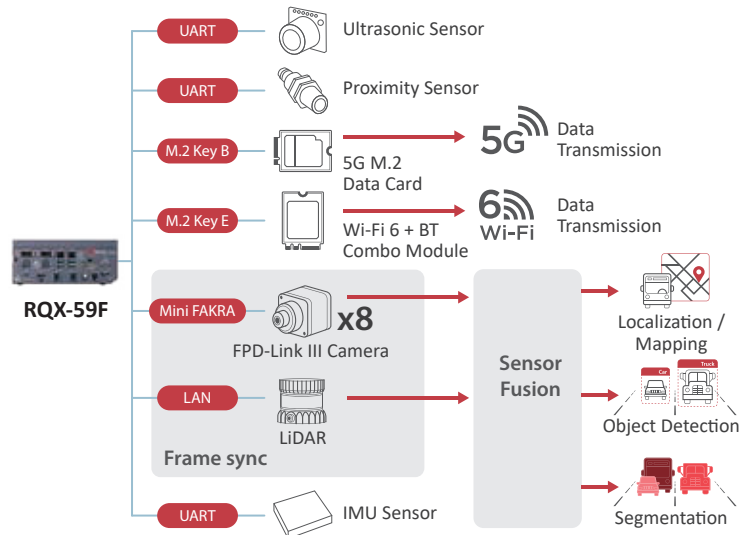 UART
Ultrasonic Sensor
UART
Proximity Sensor
M.2 Key B
5G M.2
Data Card
5G
Data
Transmission
M.2 Key E
Wi-Fi 6 + BT
Combo Module
6
Wi-Fi
Data
Transmission
RQX-59F
Mini FAKRA
x8
FPD-Link III Camera
LAN
LiDAR
Frame sync
Sensor
Fusion
Localization /
Mapping
Car
Truck
Object Detection
Segmentation
UART
IMU Sensor